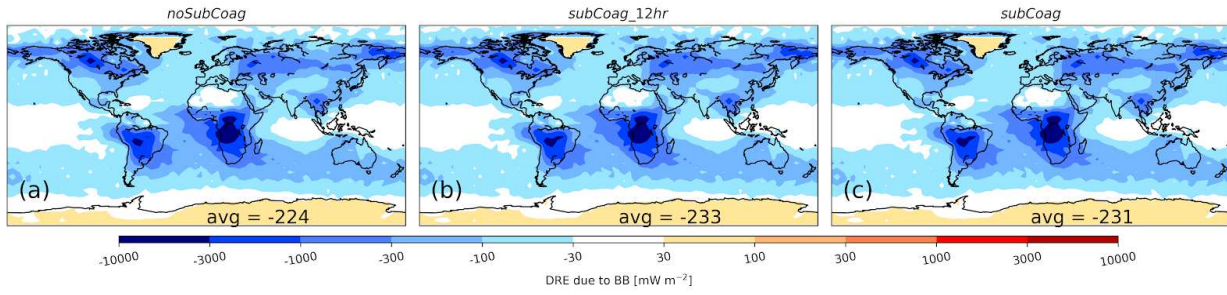 noSubCoag
subCoag_12hr
subCoag
(a)
avg = -224
(b)
avg = -233
(c)
avg = -231
-10000 -3000 -1000 -300 -100 -30 30 100 300 1000 3000 10000
DRE due to BB [mW m⁻²]